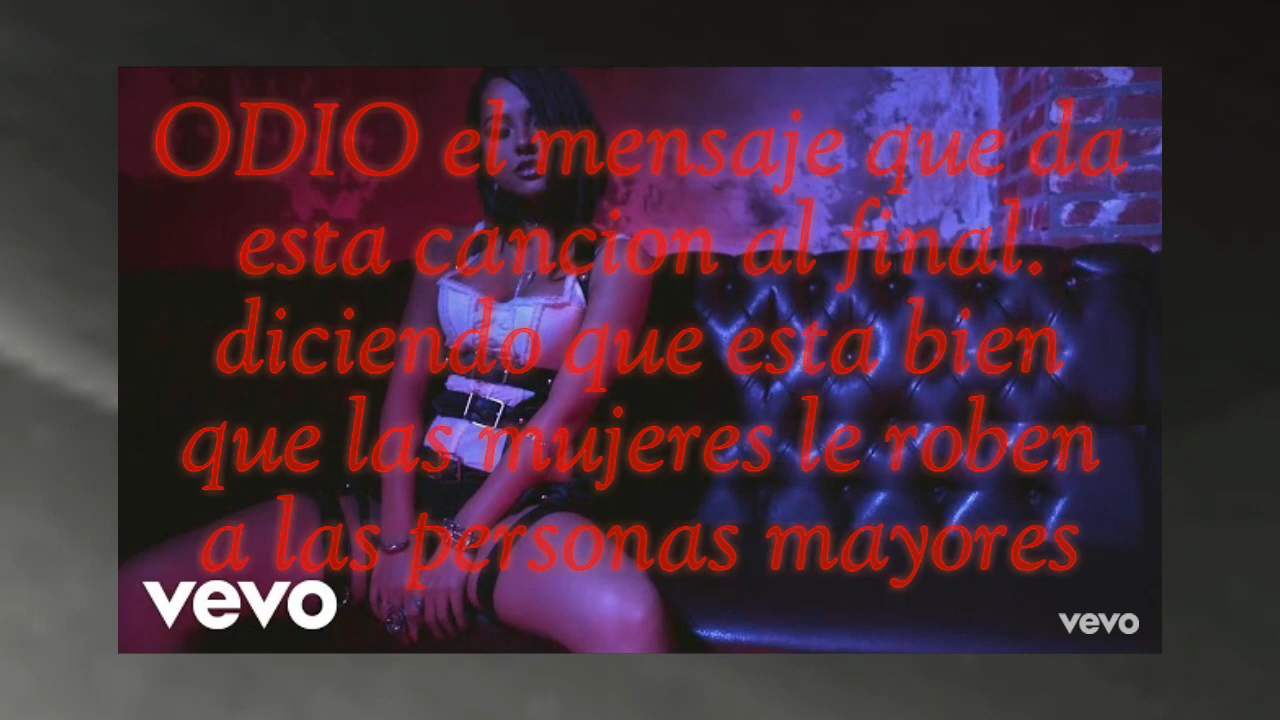 ODIO el mensaje que da
esta cancion al final.
diciendo que esta bien
que las mujeres le roben
a las personas mayores
vevo
vevo